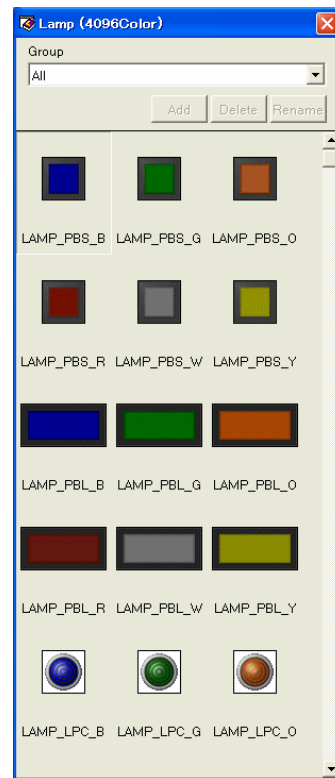 Lamp (4096Color)
Group
All
Add Delete Rename
LAMP_PBS_B LAMP_PBS_G LAMP_PBS_O
LAMP_PBS_R LAMP_PBS_W LAMP_PBS_Y
LAMP_PBL_B LAMP_PBL_G LAMP_PBL_O
LAMP_PBL_R LAMP_PBL_W LAMP_PBL_Y
LAMP_LPC_B LAMP_LPC_G LAMP_LPC_O